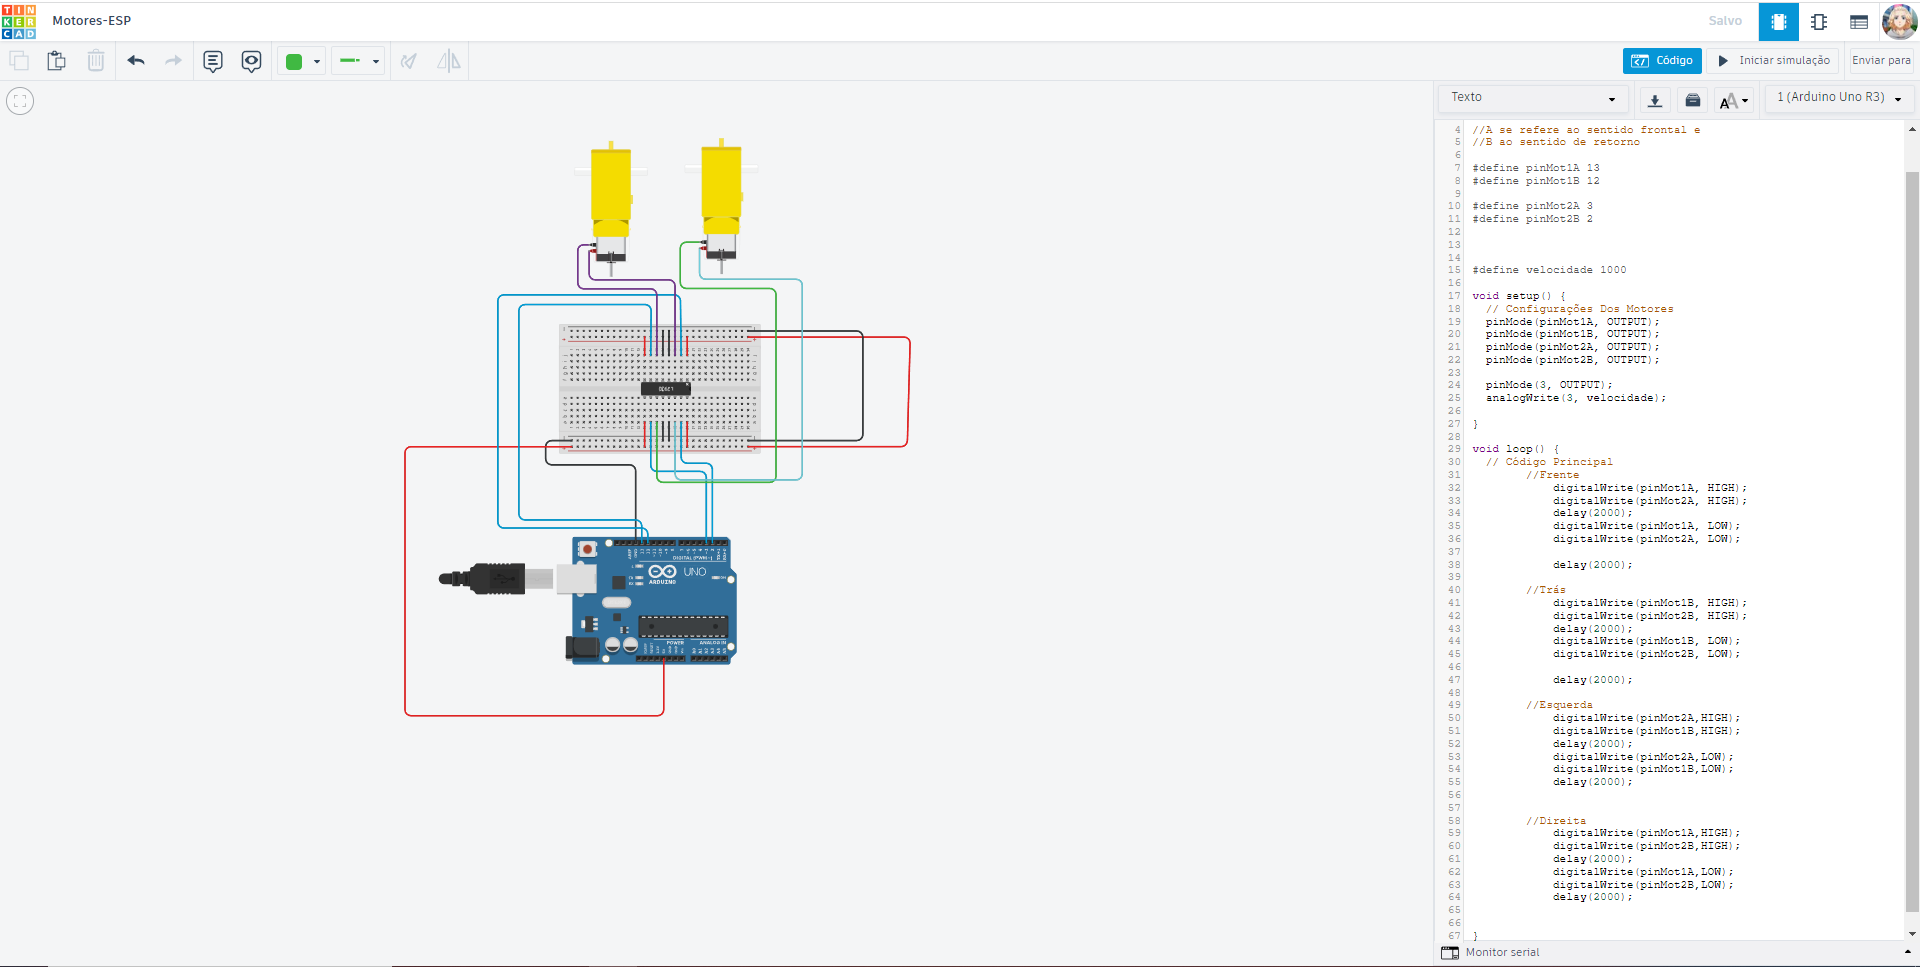 TIN
KER
CAD
Motores-ESP
Salvo
Código
Iniciar simulação
Enviar para
Texto
1 (Arduino Uno R3)
4 //A se refere ao sentido frontal e
5 //B ao sentido de retorno
6
7 #define pinMot1A 13
8 #define pinMot1B 12
9
10 #define pinMot2A 3
11 #define pinMot2B 2
12
13
14
15 #define velocidade 1000
16
17 void setup() {
18 // Configurações Dos Motores
19 pinMode(pinMot1A, OUTPUT);
20 pinMode(pinMot1B, OUTPUT);
21 pinMode(pinMot2A, OUTPUT);
22 pinMode(pinMot2B, OUTPUT);
23
24 pinMode(3, OUTPUT);
25 analogWrite(3, velocidade);
26
27 }
28
29 void loop() {
30 // Código Principal
31 //Frente
32 digitalWrite(pinMot1A, HIGH);
33 digitalWrite(pinMot2A, HIGH);
34 delay(2000);
35 digitalWrite(pinMot1A, LOW);
36 digitalWrite(pinMot2A, LOW);
37
38 delay(2000);
39
40 //Trás
41 digitalWrite(pinMot1B, HIGH);
42 digitalWrite(pinMot2B, HIGH);
43 delay(2000);
44 digitalWrite(pinMot1B, LOW);
45 digitalWrite(pinMot2B, LOW);
46
47 delay(2000);
48
49 //Esquerda
50 digitalWrite(pinMot2A,HIGH);
51 digitalWrite(pinMot1B,HIGH);
52 delay(2000);
53 digitalWrite(pinMot2A,LOW);
54 digitalWrite(pinMot1B,LOW);
55 delay(2000);
56
57
58 //Direita
59 digitalWrite(pinMot1A,HIGH);
60 digitalWrite(pinMot2B,HIGH);
61 delay(2000);
62 digitalWrite(pinMot1A,LOW);
63 digitalWrite(pinMot2B,LOW);
64 delay(2000);
65
66
67 }
Monitor serial
L293D
DIGITAL (PWM~)
UNO
ARDUINO
POWER
ANALOG IN